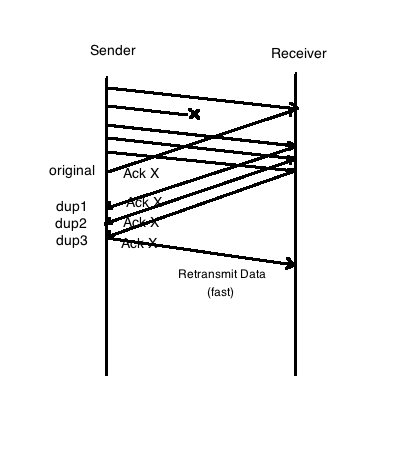 Sender
Receiver
original
Ack X
dup1
Ack X
dup2
Ack X
dup3
Ack X
Retransmit Data
(fast)